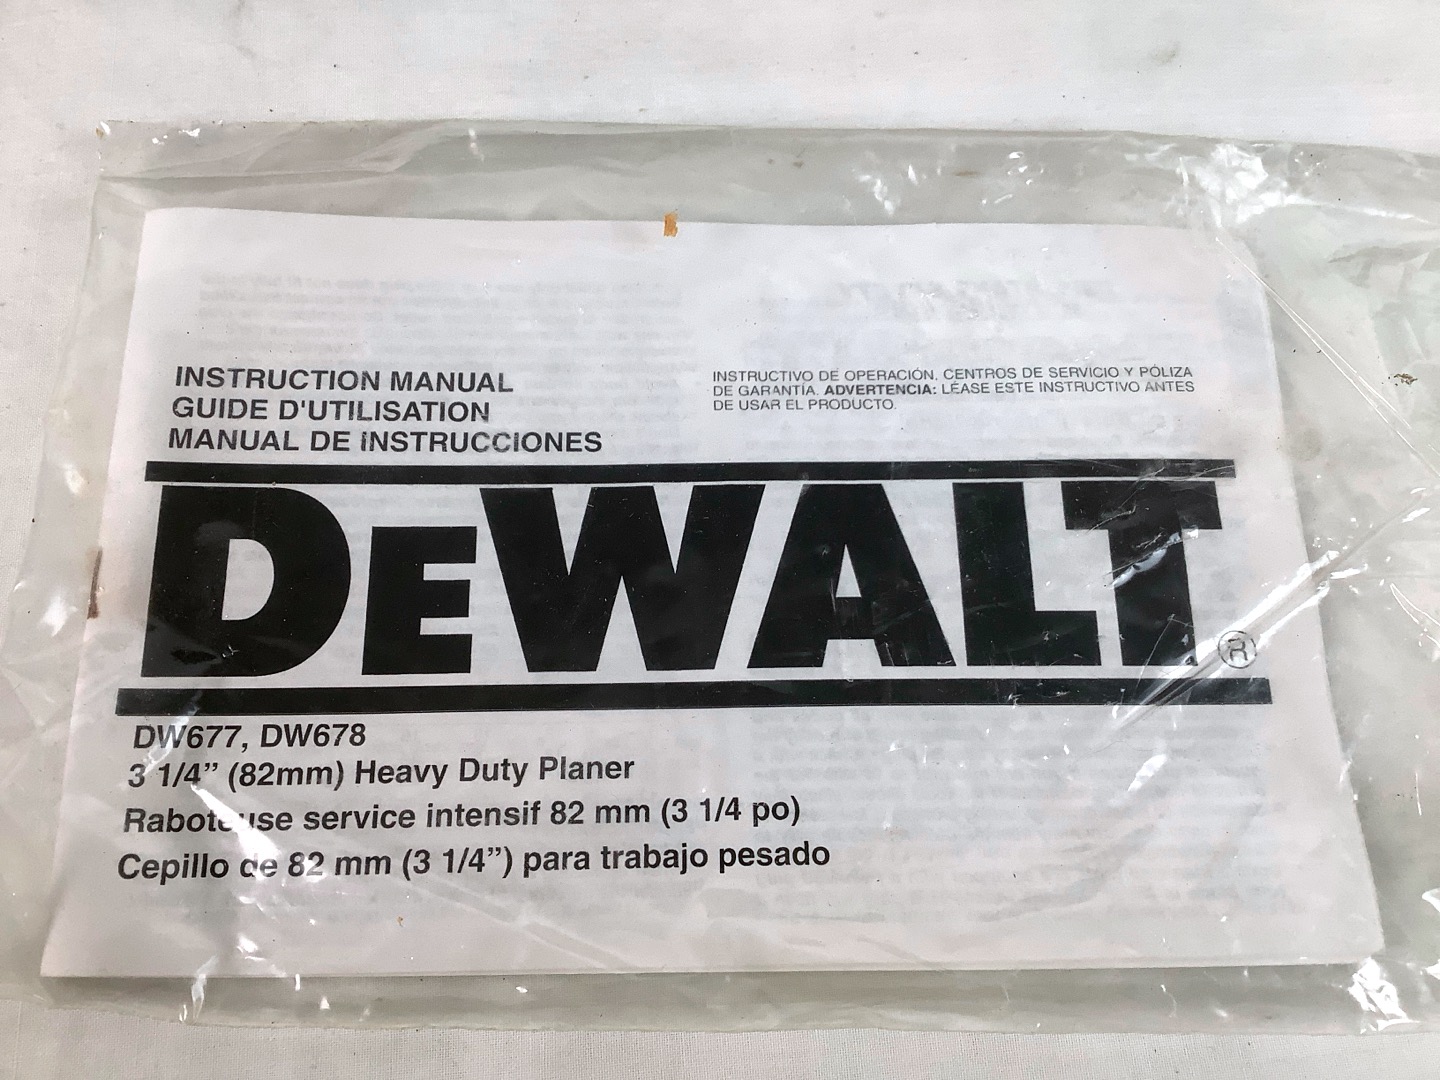 INSTRUCTION MANUAL
GUIDE D'UTILISATION
MANUAL DE INSTRUCCIONES
INSTRUCTIVO DE OPERACIÓN, CENTROS DE SERVICIO Y PÓLIZA
DE GARANTÍA. ADVERTENCIA: LÉASE ESTE INSTRUCTIVO ANTES
DE USAR EL PRODUCTO.
DEWALT®
DW677, DW678
3 1/4” (82mm) Heavy Duty Planer
Raboteuse service intensif 82 mm (3 1/4 po)
Cepillo de 82 mm (3 1/4”) para trabajo pesado